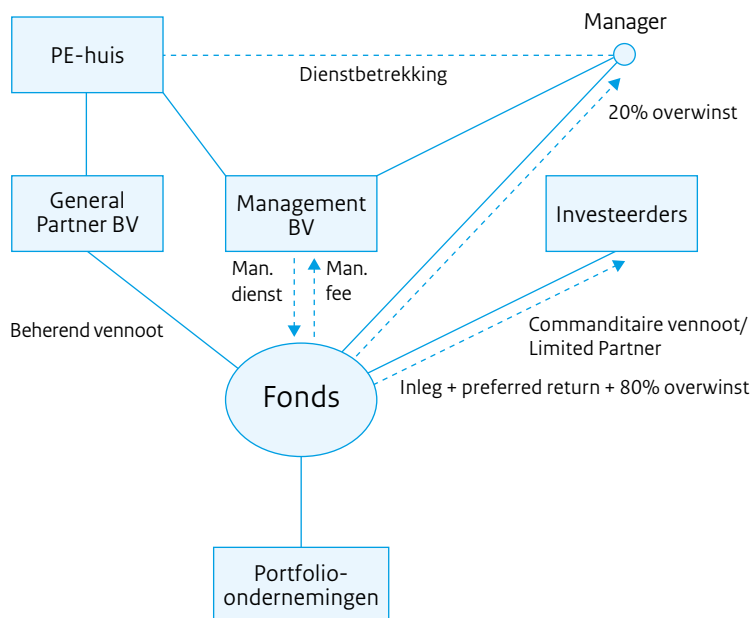 Manager
PE-huis
Dienstbetrekking
20% overwinst
General
Partner BV
Management
BV
Investeerders
Man.
dienst
Man.
fee
Beherend vennoot
Commanditaire vennoot/
Limited Partner
Fonds
Inleg + preferred return + 80% overwinst
Portfolio-
ondernemingen